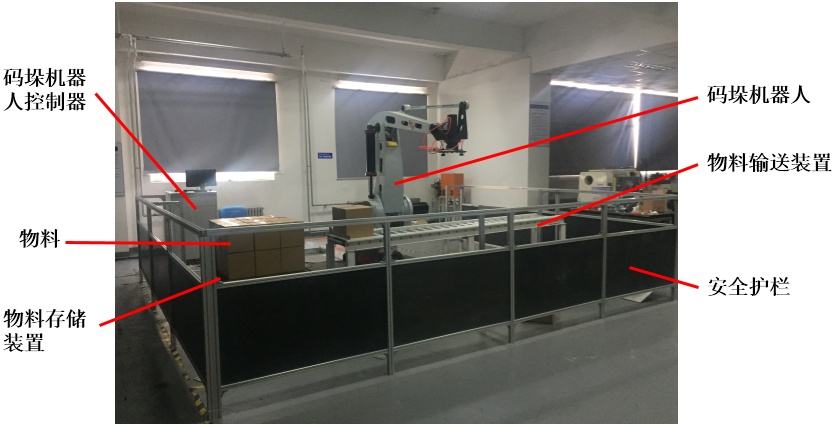 码垛机器
人控制器
物料
物料存储
装置
码垛机器人
物料输送装置
安全护栏